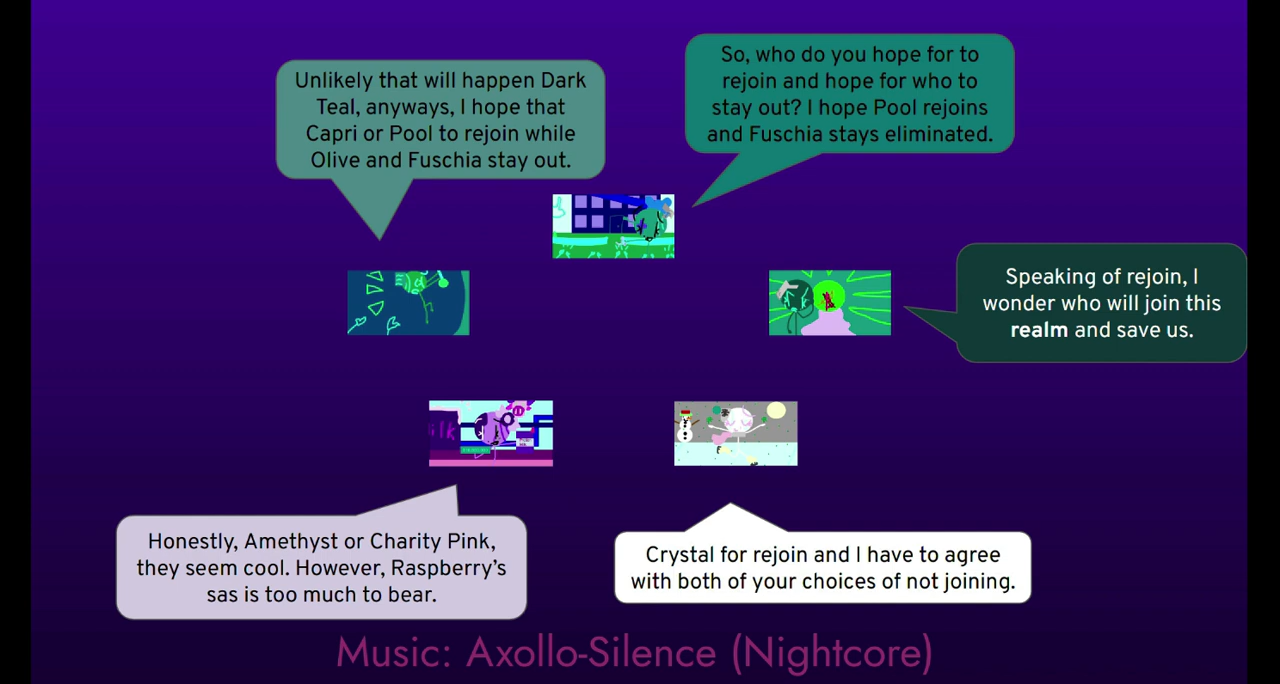 So, who do you hope for to
rejoin and hope for who to
stay out? I hope Pool rejoins
and Fuschia stays eliminated.
Unlikely that will happen Dark
Teal, anyways, I hope that
Capri or Pool to rejoin while
Olive and Fuschia stay out.
Speaking of rejoin, I
wonder who will join this
realm and save us.
Honestly, Amethyst or Charity Pink,
they seem cool. However, Raspberry’s
sas is too much to bear.
Crystal for rejoin and I have to agree
with both of your choices of not joining.
Music: Axollo-Silence (Nightcore)